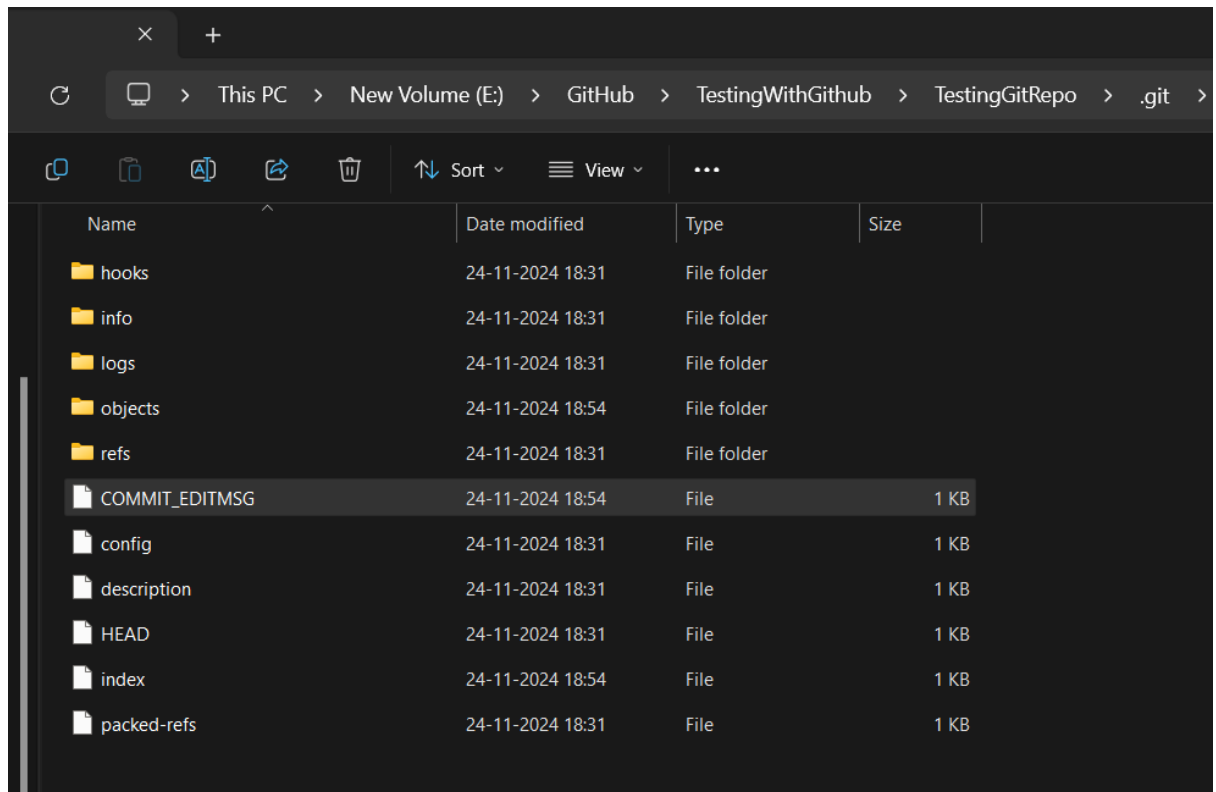 This PC > New Volume (E:) > GitHub > TestingWithGithub > TestingGitRepo > .git >
Sort View
Name Date modified Type Size
hooks 24-11-2024 18:31 File folder
info 24-11-2024 18:31 File folder
logs 24-11-2024 18:31 File folder
objects 24-11-2024 18:54 File folder
refs 24-11-2024 18:31 File folder
COMMIT_EDITMSG 24-11-2024 18:54 File 1 KB
config 24-11-2024 18:31 File 1 KB
description 24-11-2024 18:31 File 1 KB
HEAD 24-11-2024 18:31 File 1 KB
index 24-11-2024 18:54 File 1 KB
packed-refs 24-11-2024 18:31 File 1 KB